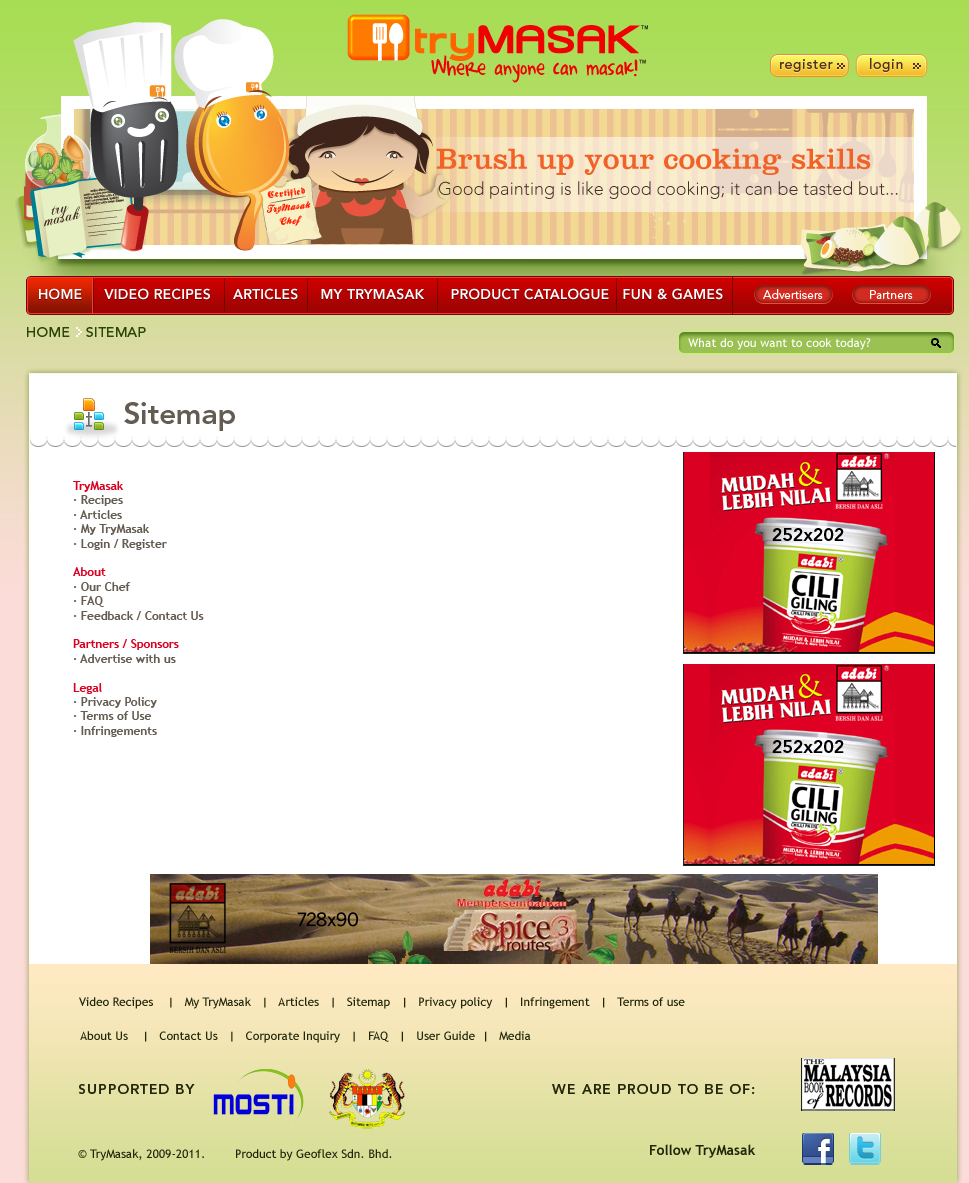 tryMASAK™
Where anyone can masak!™
register
login
Brush up your cooking skills
Good painting is like good cooking; it can be tasted but...
try
masak
Certified
TryMasak
Chef
HOME
VIDEO RECIPES
ARTICLES
MY TRYMASAK
PRODUCT CATALOGUE
FUN & GAMES
Advertisers
Partners
HOME
SITEMAP
What do you want to cook today?
Sitemap
TryMasak
· Recipes
· Articles
· My TryMasak
· Login / Register
About
· Our Chef
· FAQ
· Feedback / Contact Us
Partners / Sponsors
· Advertise with us
Legal
· Privacy Policy
· Terms of Use
· Infringements
MUDAH &
LEBIH NILAI
adabi®
BERSIH DAN ASLI
252x202
adabi
CILI
GILING
CHILLI PASTE
MUDAH & LEBIH NILAI
MUDAH &
LEBIH NILAI
adabi®
BERSIH DAN ASLI
252x202
adabi
CILI
GILING
CHILLI PASTE
MUDAH & LEBIH NILAI
adabi
BERSIH DAN ASLI
728x90
adabi
Mempersembahkan
Spice 3
routes
Video Recipes | My TryMasak | Articles | Sitemap | Privacy policy | Infringement | Terms of use
About Us | Contact Us | Corporate Inquiry | FAQ | User Guide | Media
SUPPORTED BY
MOSTI
WE ARE PROUD TO BE OF:
THE
MALAYSIA
BOOK of RECORDS
© TryMasak, 2009-2011.
Product by Geoflex Sdn. Bhd.
Follow TryMasak
f
t